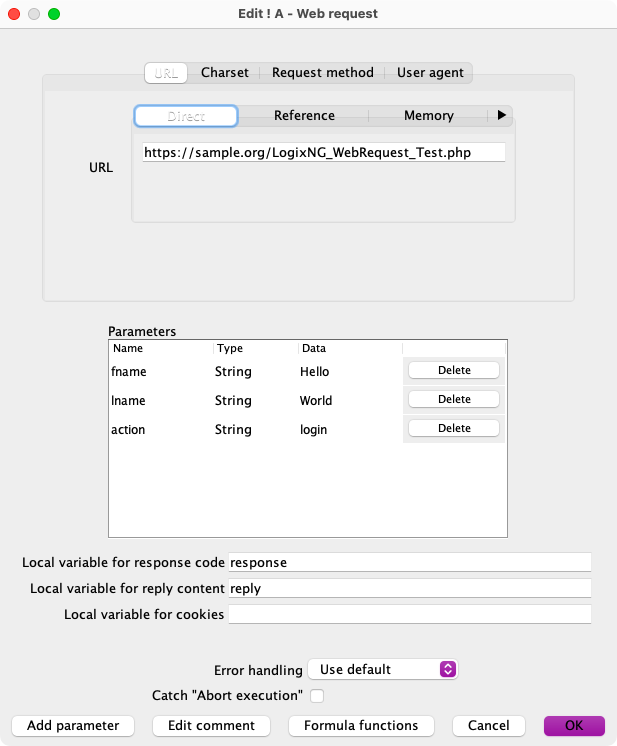 Edit ! A - Web request
URL Charset Request method User agent
Direct Reference Memory
URL
https://sample.org/LogixNG_WebRequest_Test.php
Parameters
Name Type Data
fname String Hello Delete
lname String World Delete
action String login Delete
Local variable for response code response
Local variable for reply content reply
Local variable for cookies
Error handling Use default
Catch "Abort execution"
Add parameter Edit comment Formula functions Cancel OK